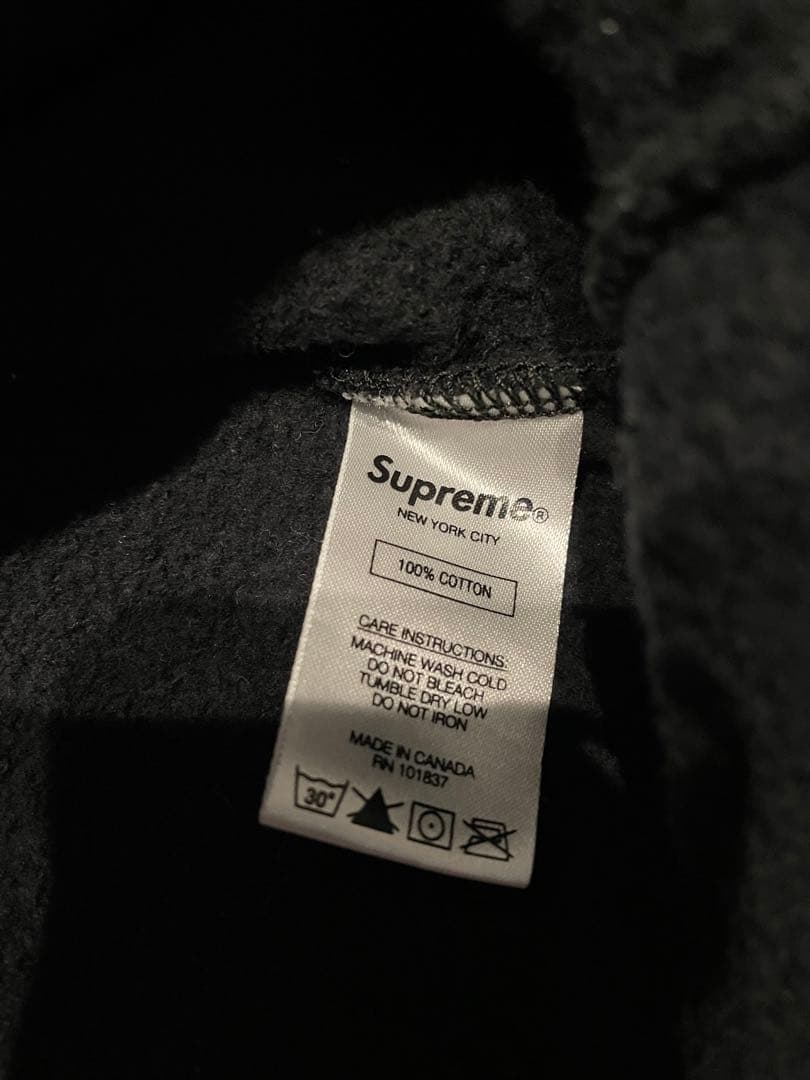 Supreme®
NEW YORK CITY
100% COTTON
CARE INSTRUCTIONS:
MACHINE WASH COLD
DO NOT BLEACH
TUMBLE DRY LOW
DO NOT IRON
MADE IN CANADA
RN 101837
30°